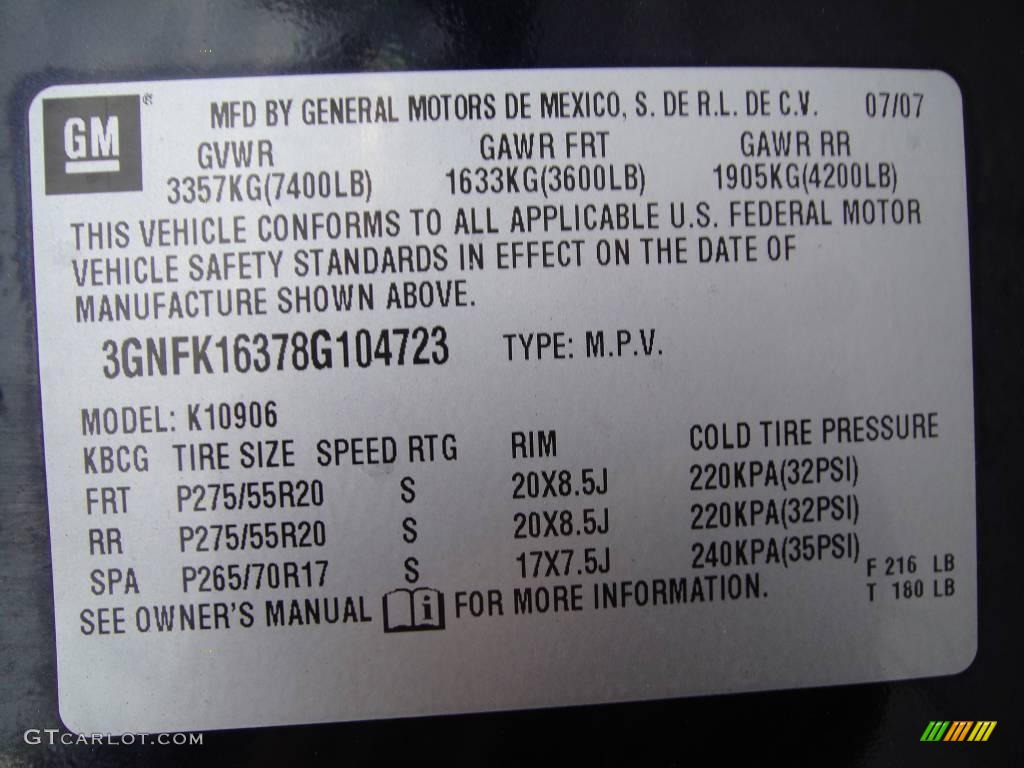 GM ® MFD BY GENERAL MOTORS DE MEXICO, S. DE R.L. DE C.V. 07/07
GVWR GAWR FRT GAWR RR
3357KG(7400LB) 1633KG(3600LB) 1905KG(4200LB)
THIS VEHICLE CONFORMS TO ALL APPLICABLE U.S. FEDERAL MOTOR
VEHICLE SAFETY STANDARDS IN EFFECT ON THE DATE OF
MANUFACTURE SHOWN ABOVE.
3GNFK16378G104723 TYPE: M.P.V.
MODEL: K10906
KBCG TIRE SIZE SPEED RTG RIM COLD TIRE PRESSURE
FRT P275/55R20 S 20X8.5J 220KPA(32PSI)
RR P275/55R20 S 20X8.5J 220KPA(32PSI)
SPA P265/70R17 S 17X7.5J 240KPA(35PSI) F 216 LB
SEE OWNER'S MANUAL i FOR MORE INFORMATION. T 180 LB
GTCARLOT.COM